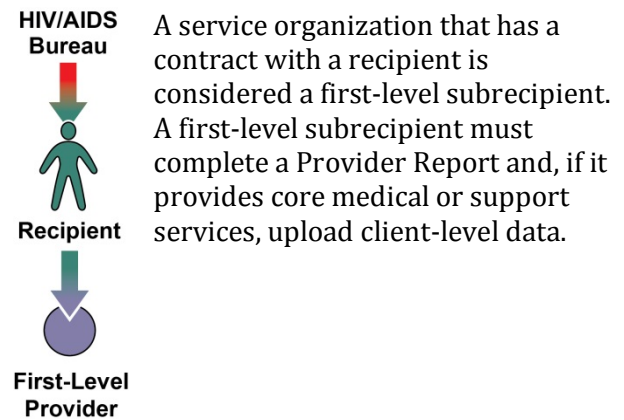 HIV/AIDS
Bureau
Recipient
First-Level
Provider
A service organization that has a
contract with a recipient is
considered a first-level subrecipient.
A first-level subrecipient must
complete a Provider Report and, if it
provides core medical or support
services, upload client-level data.